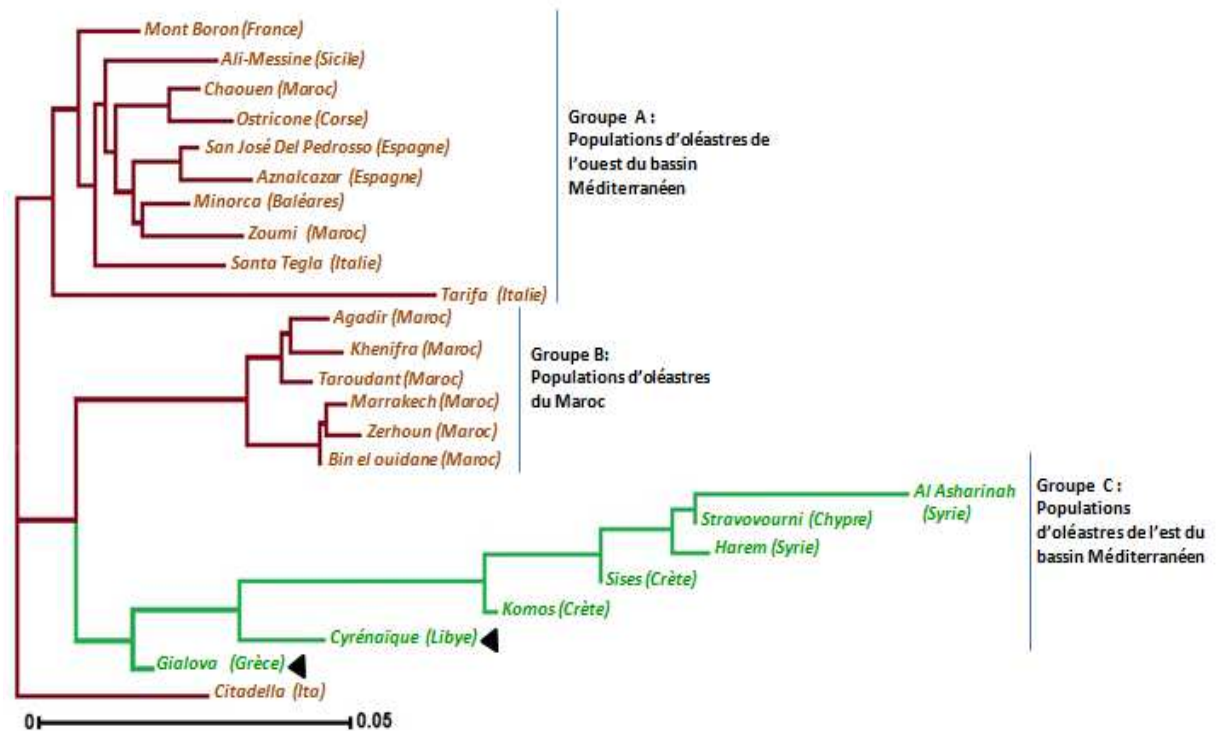 Mont Boron (France)
Ali-Messine (Sicile)
Chaouen (Maroc)
Ostricone (Corse)
San José Del Pedrosso (Espagne)
Aznalcazar (Espagne)
Minorca (Baléares)
Zoumi (Maroc)
Santa Tegla (Italie)
Tarifa (Italie)
Groupe A :
Populations d'oléastres de
l'ouest du bassin
Méditerranéen
Agadir (Maroc)
Khenifra (Maroc)
Taroudant (Maroc)
Marrakech (Maroc)
Zerhoun (Maroc)
Bin el ouidane (Maroc)
Groupe B:
Populations d'oléastres
du Maroc
Al Asharinah
(Syrie)
Stravovourni (Chypre)
Harem (Syrie)
Sises (Crète)
Komos (Crète)
Cyrénaïque (Libye)
Gialova (Grèce)
Groupe C :
Populations
d'oléastres de l'est du
bassin Méditerranéen
Citadella (Ita)
0 0.05